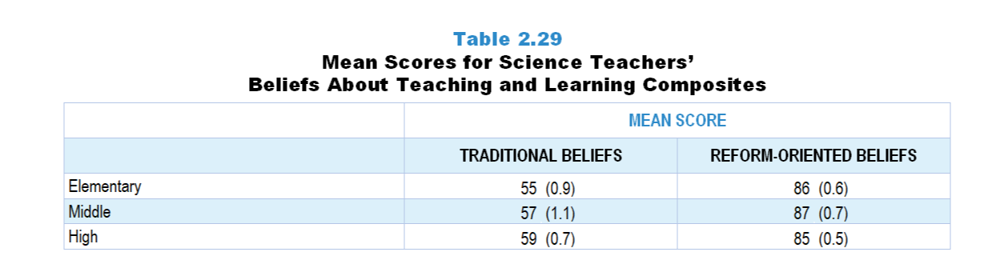 Table 2.29
Mean Scores for Science Teachers’
Beliefs About Teaching and Learning Composites
MEAN SCORE
TRADITIONAL BELIEFS REFORM-ORIENTED BELIEFS
Elementary 55 (0.9) 86 (0.6)
Middle 57 (1.1) 87 (0.7)
High 59 (0.7) 85 (0.5)